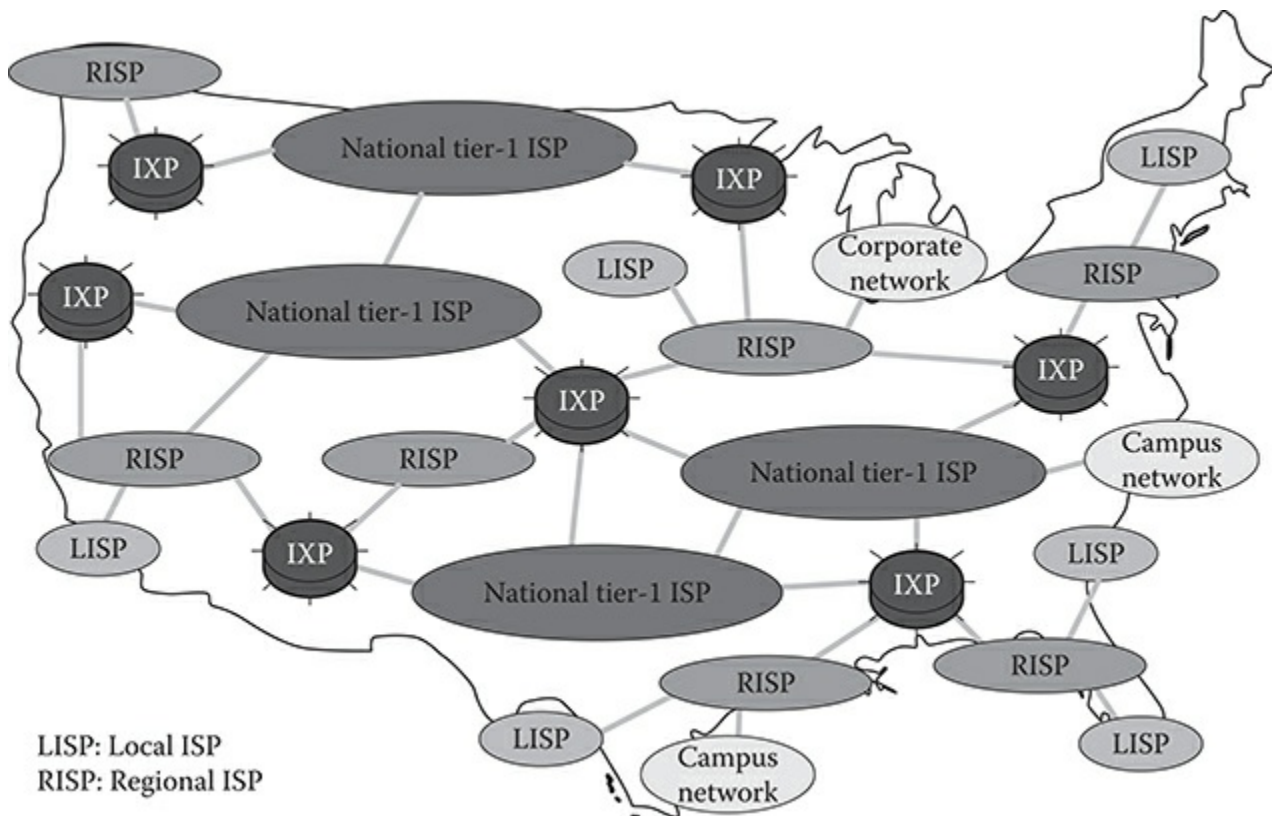 RISP
National tier-1 ISP
IXP
IXP
LISP
Corporate
network
LISP
RISP
IXP
National tier-1 ISP
RISP
IXP
IXP
RISP
RISP
National tier-1 ISP
Campus
network
LISP
IXP
National tier-1 ISP
IXP
LISP
RISP
RISP
LISP
Campus
network
LISP
LISP: Local ISP
RISP: Regional ISP